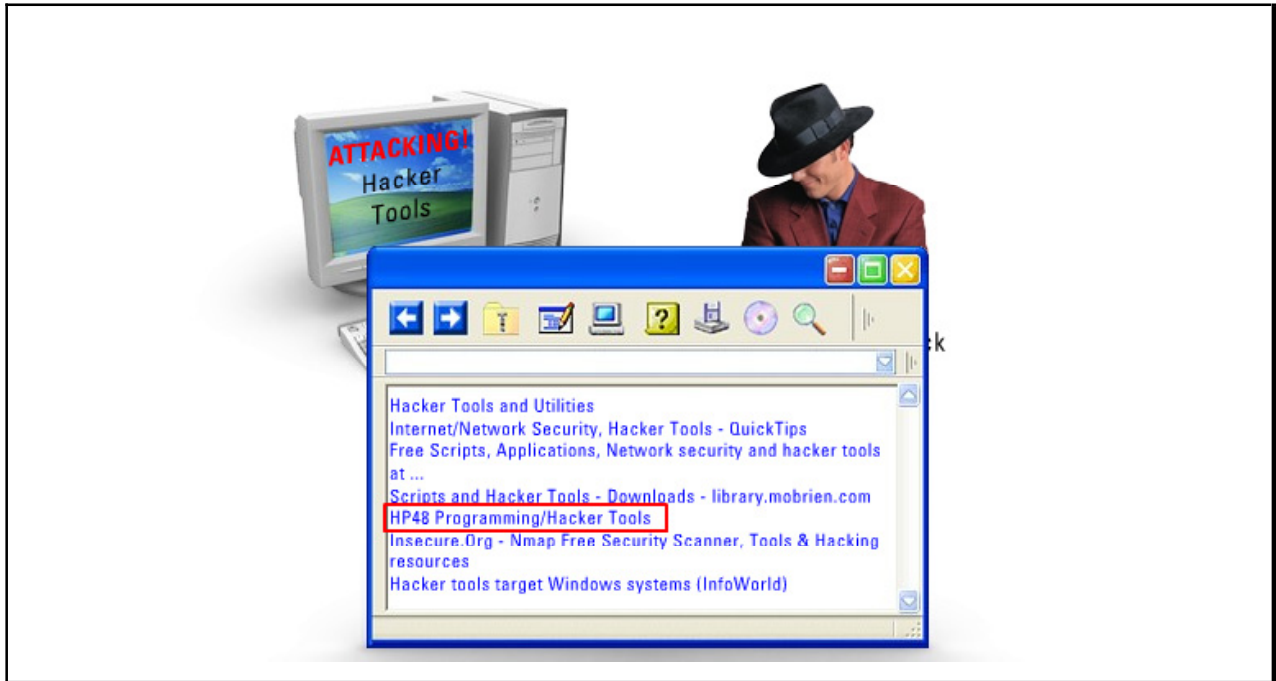 ATTACKING!
Hacker
Tools
k
Hacker Tools and Utilities
Internet/Network Security, Hacker Tools - QuickTips
Free Scripts, Applications, Network security and hacker tools
at ...
Scripts and Hacker Tools - Downloads - library.mobrien.com
HP48 Programming/Hacker Tools
Insecure.Org - Nmap Free Security Scanner, Tools & Hacking
resources
Hacker tools target Windows systems (InfoWorld)